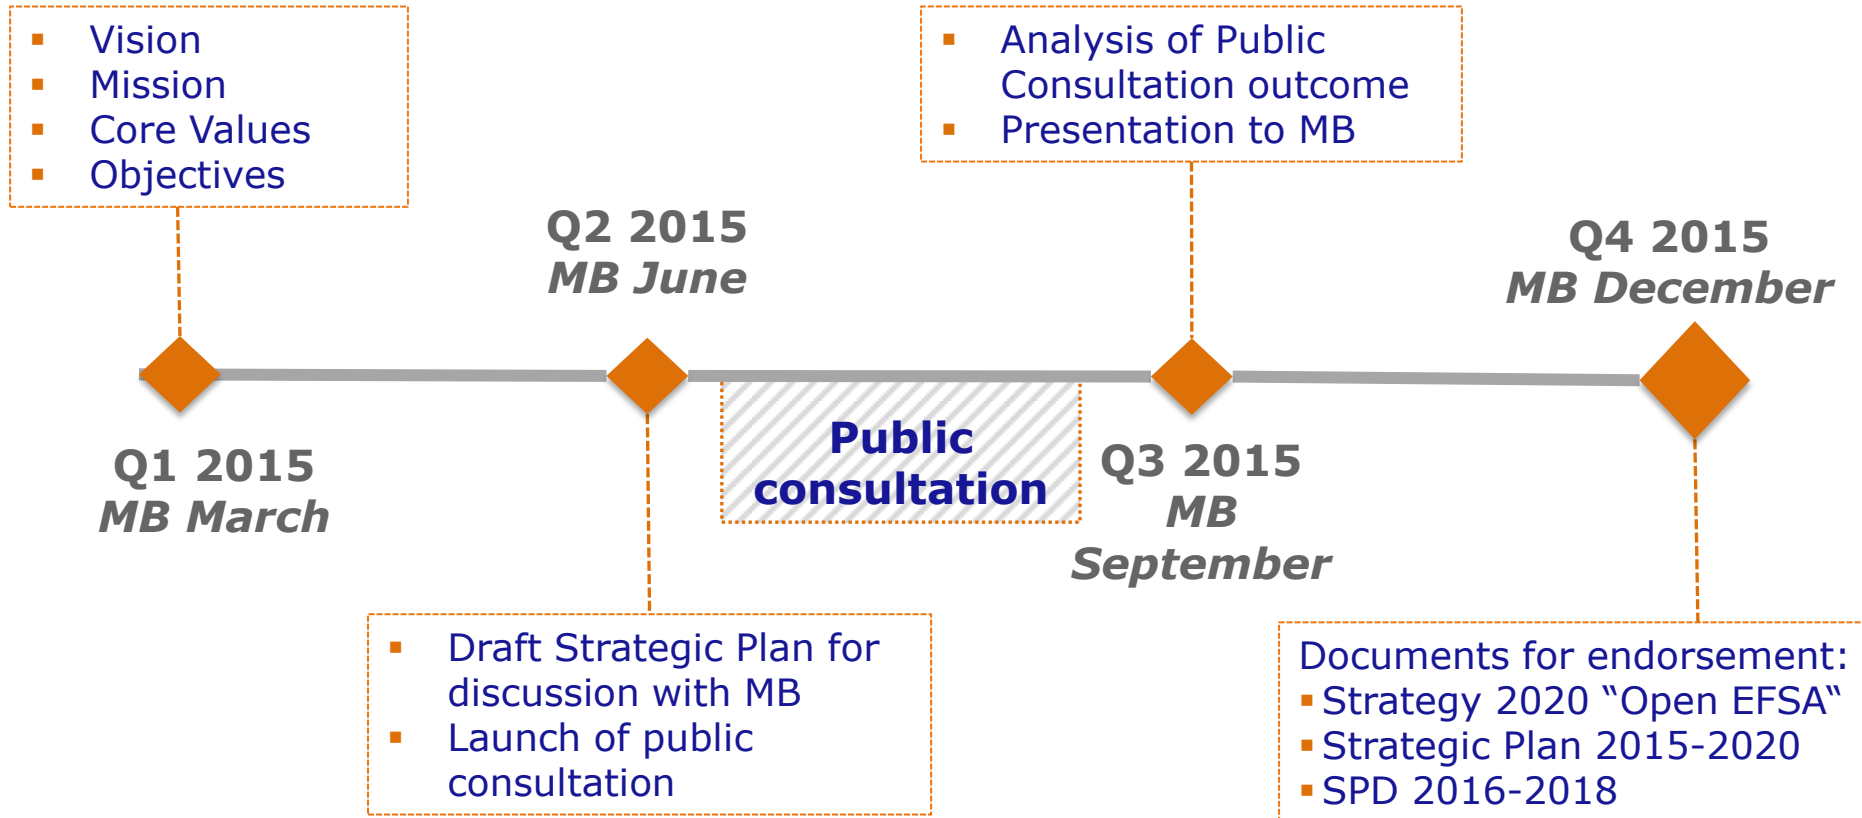 ▪ Vision
▪ Mission
▪ Core Values
▪ Objectives
▪ Analysis of Public
Consultation outcome
▪ Presentation to MB
Q2 2015
MB June
Q4 2015
MB December
Q1 2015
MB March
Public
consultation
Q3 2015
MB
September
▪ Draft Strategic Plan for
discussion with MB
▪ Launch of public
consultation
Documents for endorsement:
▪ Strategy 2020 “Open EFSA“
▪ Strategic Plan 2015-2020
▪ SPD 2016-2018